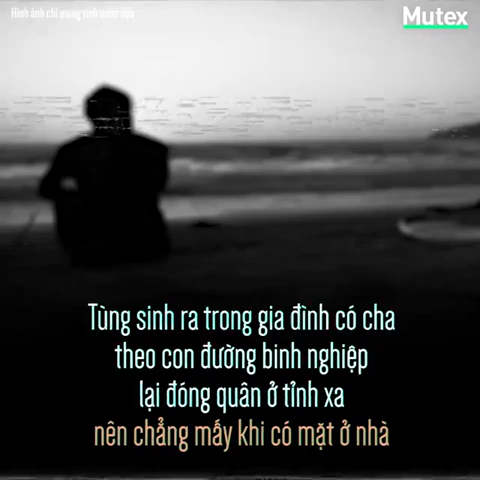 Hình ảnh chỉ mang tính minh họa
Mutex
Tùng sinh ra trong gia đình có cha
theo con đường binh nghiệp
lại đóng quân ở tỉnh xa
nên chẳng mấy khi có mặt ở nhà